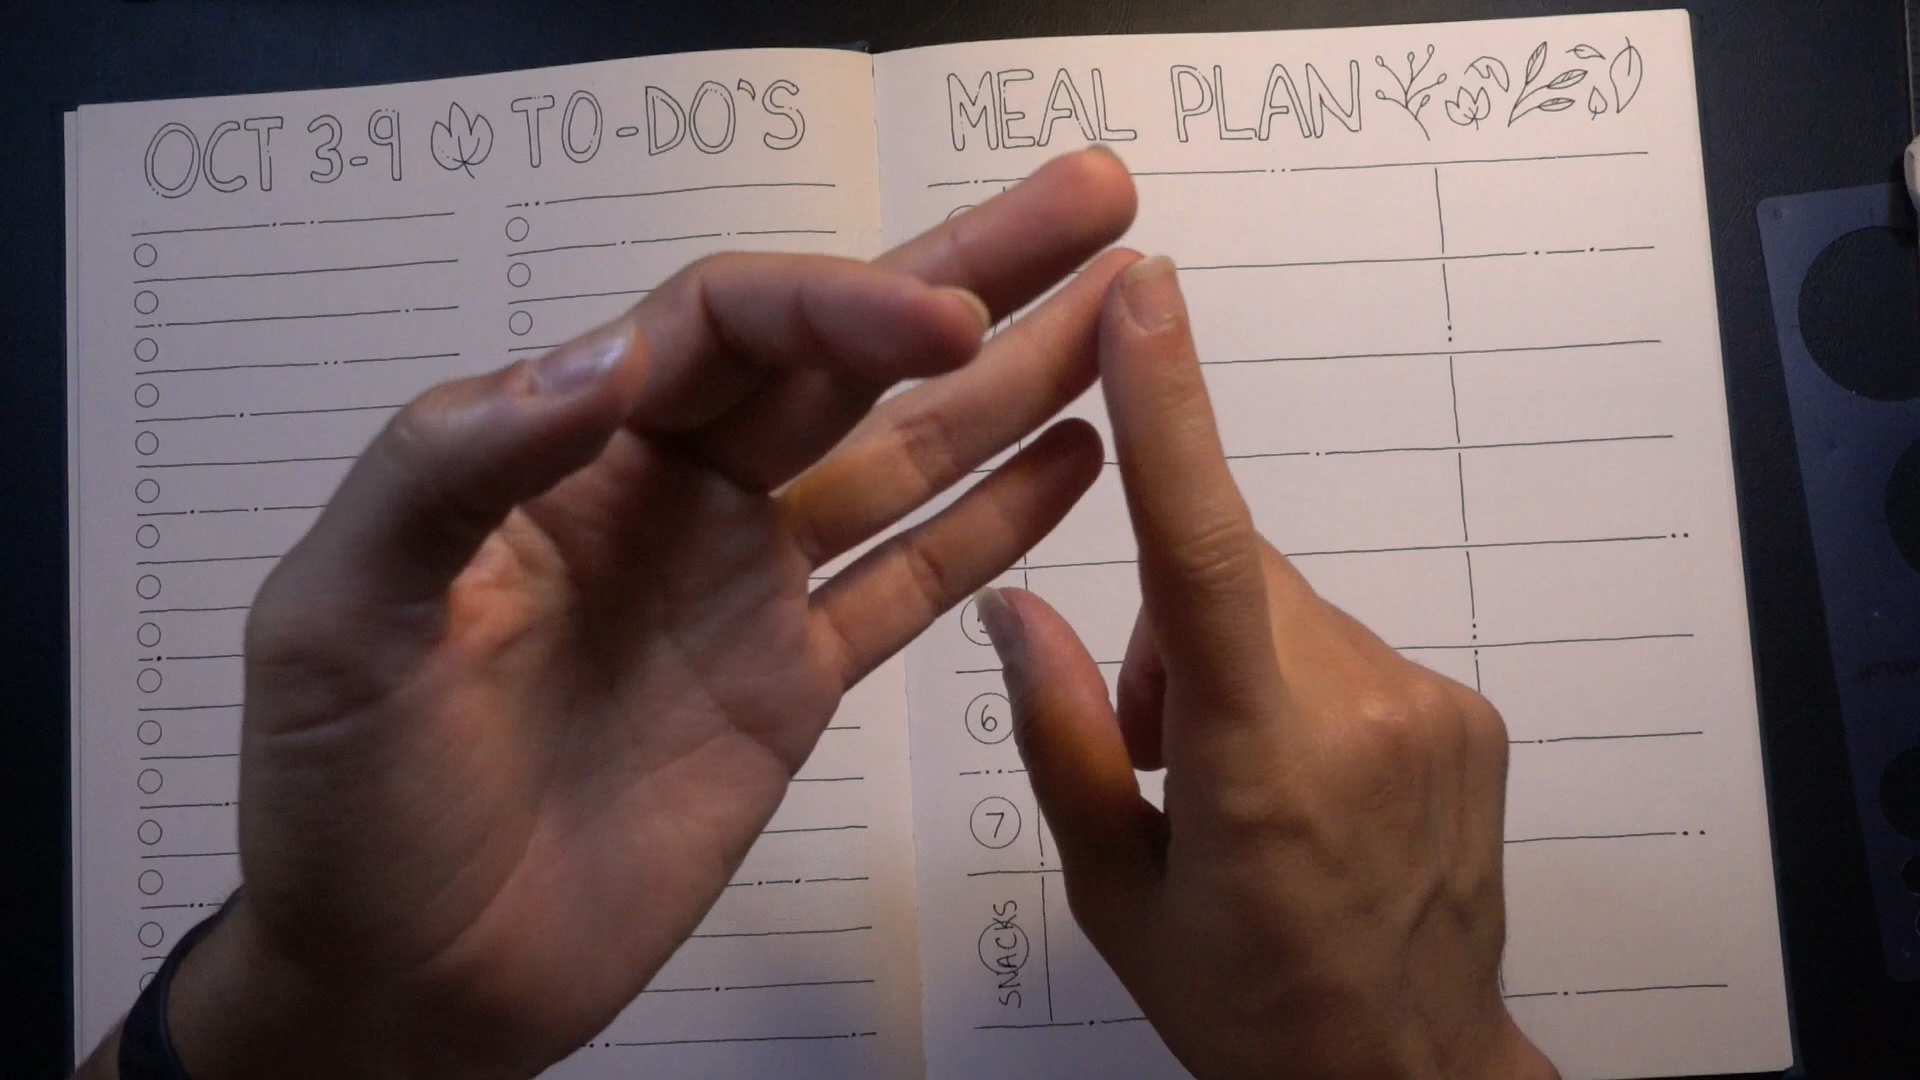 OCT 3-9 TO-DO'S
MEAL PLAN
6
7
SNACKS